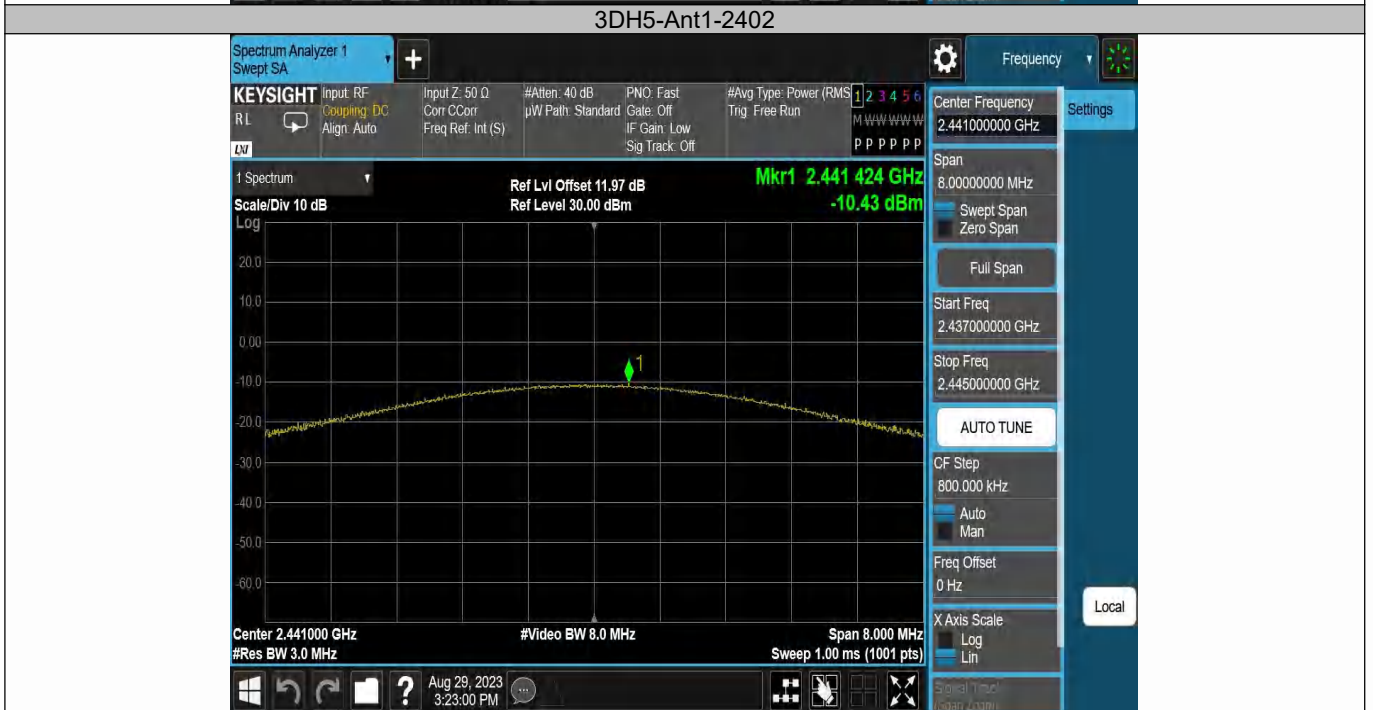 3DH5-Ant1-2402
Spectrum Analyzer 1
Swept SA
+
Frequency
KEYSIGHT
RL
LXI
Input: RF
Coupling: DC
Align: Auto
Input Z: 50 Ω
Corr CCorr
Freq Ref: Int (S)
#Atten: 40 dB
µW Path: Standard
PNO: Fast
Gate: Off
IF Gain: Low
Sig Track: Off
#Avg Type: Power (RMS
Trig: Free Run
1 2 3 4 5 6
M W W W W W
P P P P P P
Center Frequency
2.441000000 GHz
Settings
1 Spectrum
Scale/Div 10 dB
Log
Ref Lvl Offset 11.97 dB
Ref Level 30.00 dBm
Mkr1 2.441 424 GHz
-10.43 dBm
Span
8.00000000 MHz
Swept Span
Zero Span
Full Span
Start Freq
2.437000000 GHz
Stop Freq
2.445000000 GHz
AUTO TUNE
CF Step
800.000 kHz
Auto
Man
Freq Offset
0 Hz
X Axis Scale
Log
Lin
Signal Track
(Span Zoom)
Local
20.0
10.0
0.00
-10.0
-20.0
-30.0
-40.0
-50.0
-60.0
1
Center 2.441000 GHz
#Res BW 3.0 MHz
#Video BW 8.0 MHz
Span 8.000 MHz
Sweep 1.00 ms (1001 pts)
?
Aug 29, 2023
3:23:00 PM